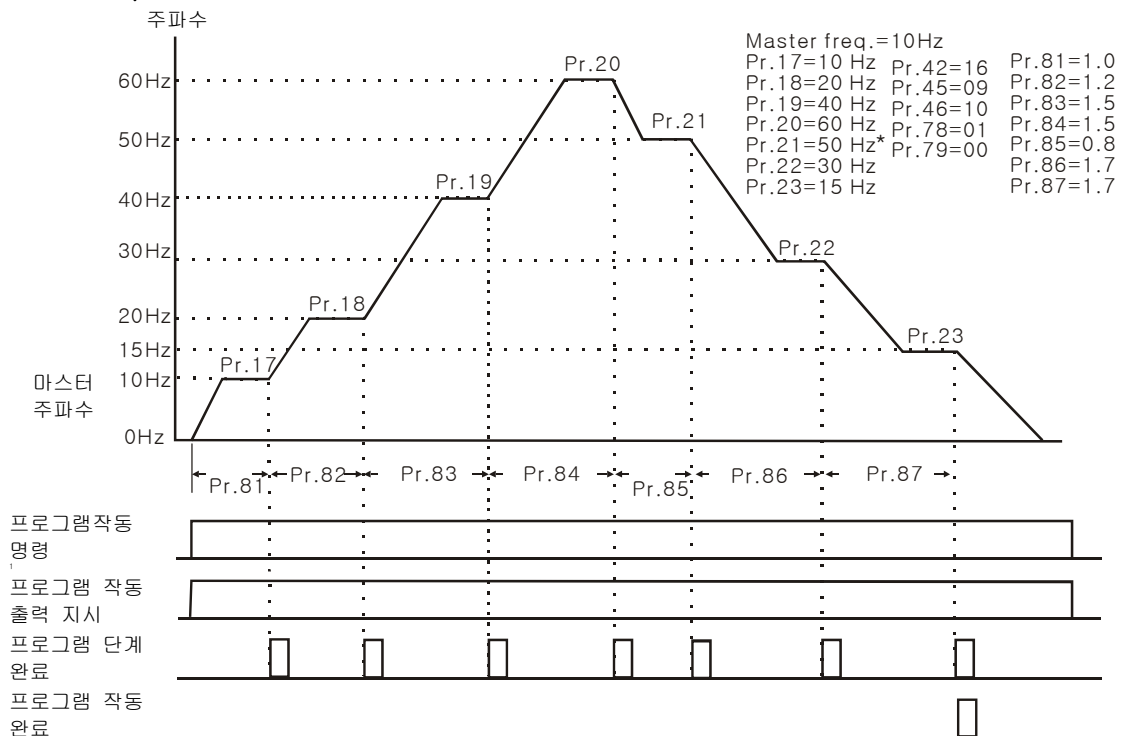 주파수
Master freq.=10Hz
Pr.17=10 Hz
Pr.18=20 Hz
Pr.19=40 Hz
Pr.20=60 Hz
Pr.21=50 Hz*
Pr.22=30 Hz
Pr.23=15 Hz
Pr.42=16
Pr.45=09
Pr.46=10
Pr.78=01
Pr.79=00
Pr.81=1.0
Pr.82=1.2
Pr.83=1.5
Pr.84=1.5
Pr.85=0.8
Pr.86=1.7
Pr.87=1.7
60Hz
50Hz
40Hz
30Hz
20Hz
15Hz
10Hz
0Hz
마스터
주파수
Pr.17
Pr.18
Pr.19
Pr.20
Pr.21
Pr.22
Pr.23
Pr.81
Pr.82
Pr.83
Pr.84
Pr.85
Pr.86
Pr.87
프로그램작동
명령
프로그램 작동
출력 지시
프로그램 단계
완료
프로그램 작동
완료